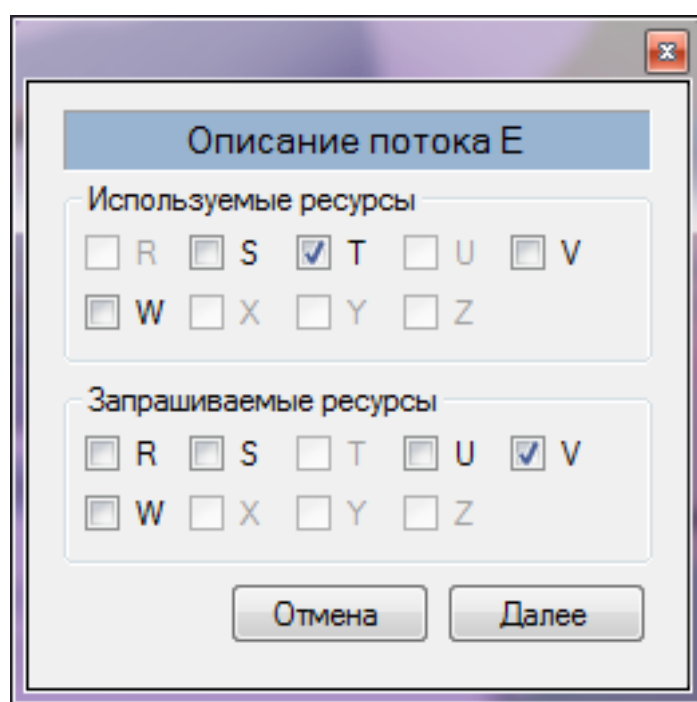 Описание потока E
Используемые ресурсы
R S T U V
W X Y Z
Запрашиваемые ресурсы
R S T U V
W X Y Z
Отмена Далее